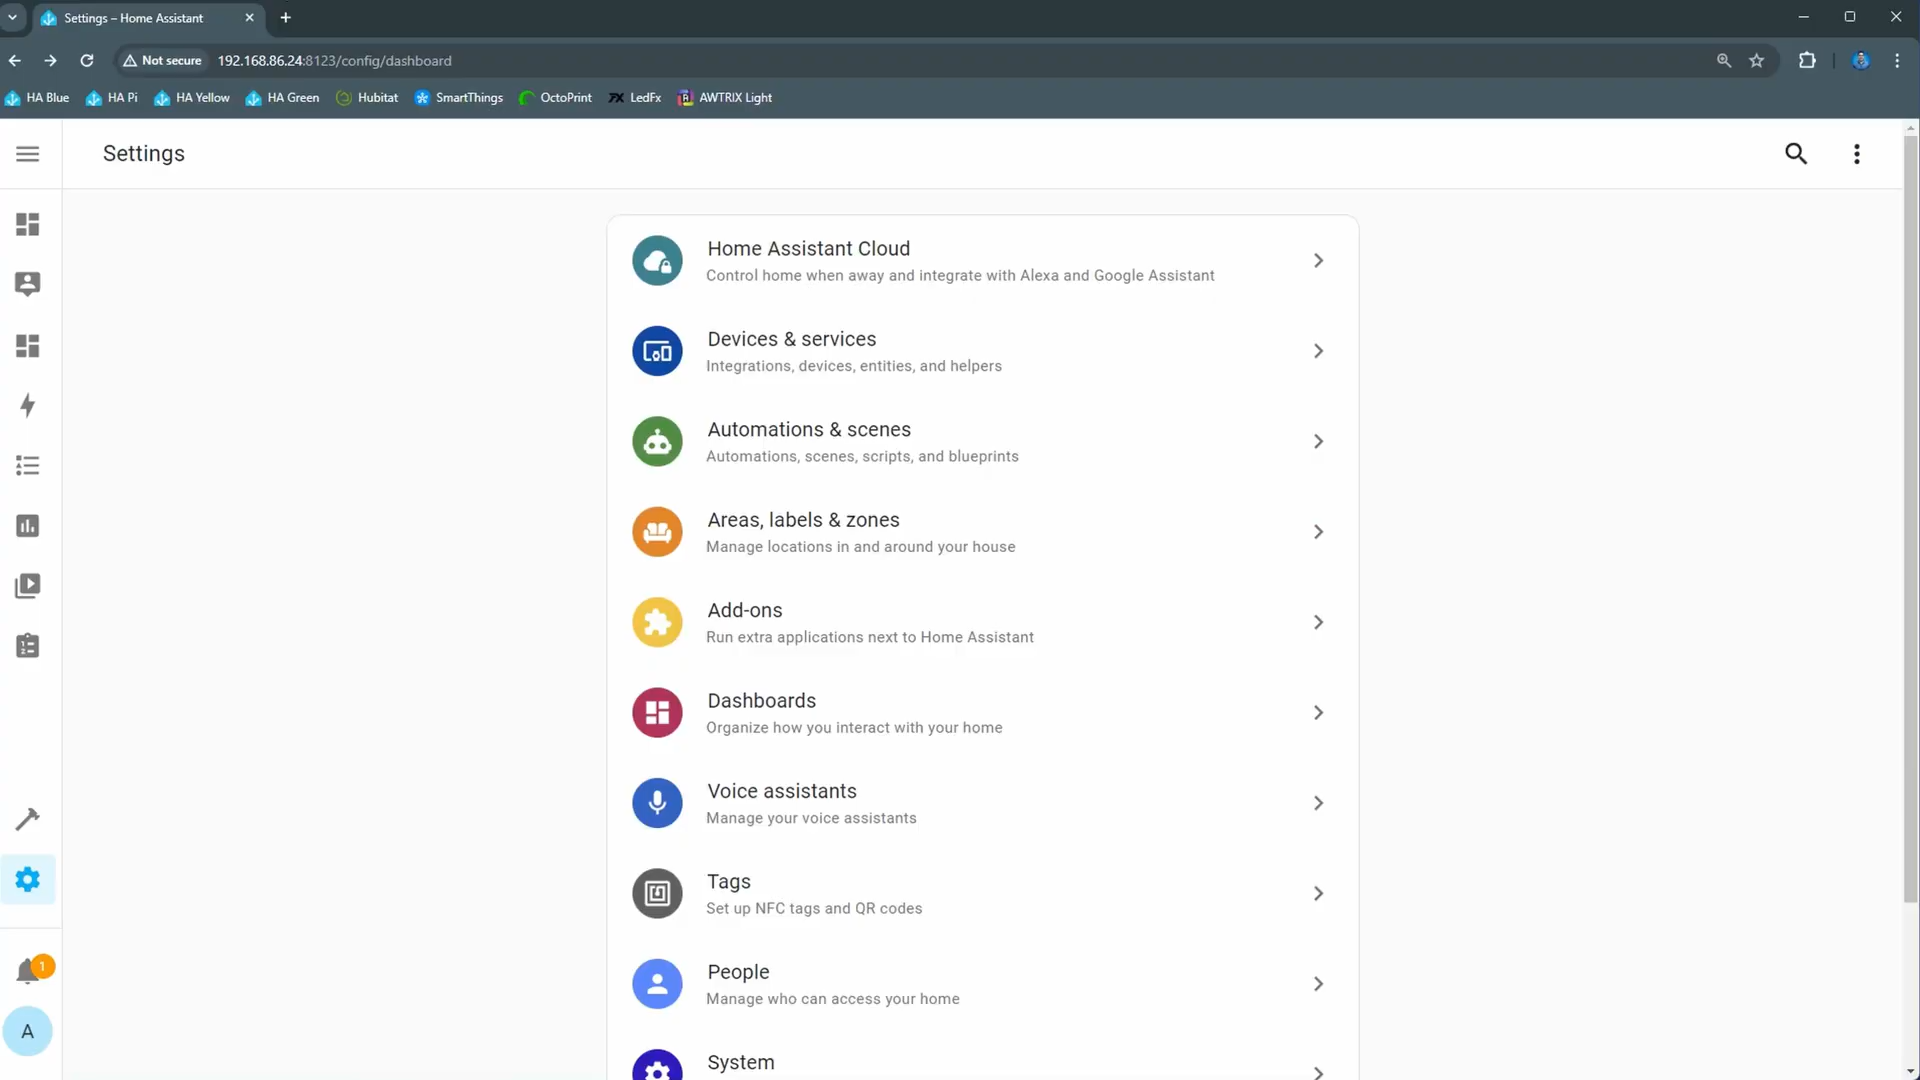 Settings – Home Assistant
Not secure 192.168.86.24:8123/config/dashboard
HA Blue HA Pi HA Yellow HA Green Hubitat SmartThings OctoPrint LedFx AWTRIX Light
Settings
Home Assistant Cloud
Control home when away and integrate with Alexa and Google Assistant
Devices & services
Integrations, devices, entities, and helpers
Automations & scenes
Automations, scenes, scripts, and blueprints
Areas, labels & zones
Manage locations in and around your house
Add-ons
Run extra applications next to Home Assistant
Dashboards
Organize how you interact with your home
Voice assistants
Manage your voice assistants
Tags
Set up NFC tags and QR codes
People
Manage who can access your home
1
A
System